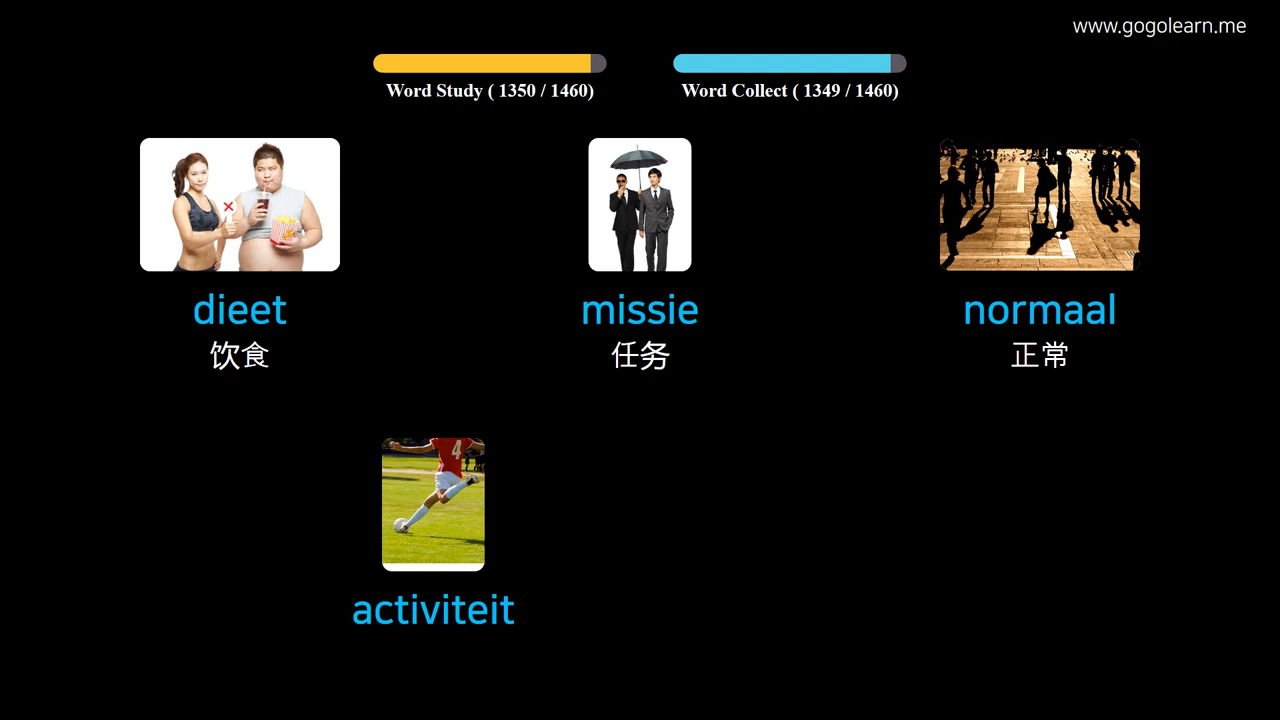 www.gogolearn.me
Word Study ( 1350 / 1460)
Word Collect ( 1349 / 1460)
dieet
missie
normaal
饮食
任务
正常
4
activiteit